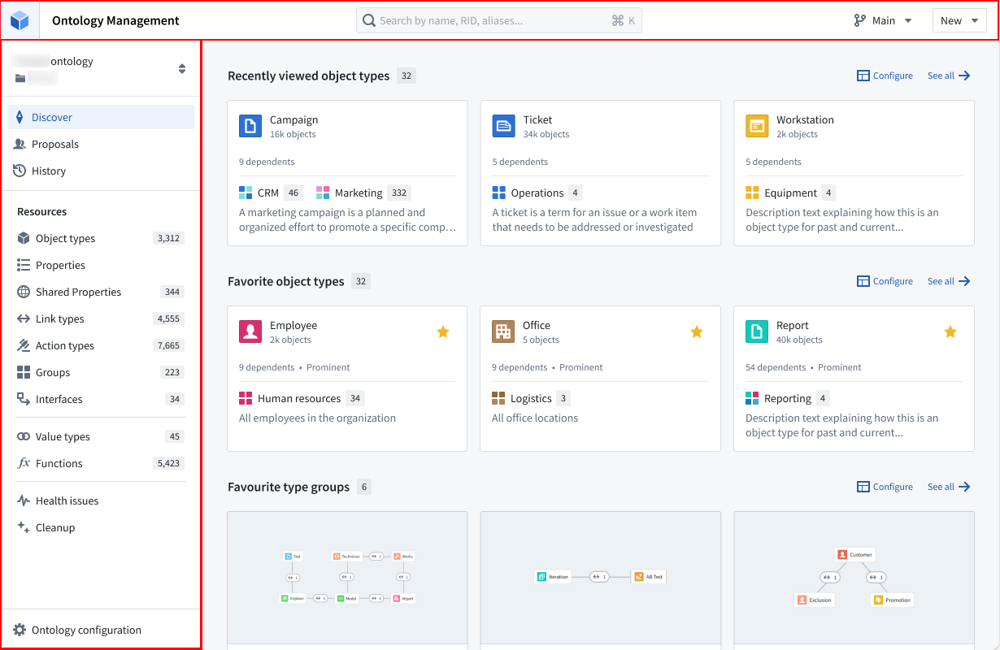 Ontology Management
Search by name, RID, aliases...
⌘ K
Main
New
ontology
Discover
Proposals
History
Resources
Object types 3,312
Properties
Shared Properties 344
Link types 4,555
Action types 7,665
Groups 223
Interfaces 34
Value types 45
Functions 5,423
Health issues
Cleanup
Ontology configuration
Recently viewed object types 32
Configure See all
Campaign
16k objects
9 dependents
CRM 46 Marketing 332
A marketing campaign is a planned and
organized effort to promote a specific comp…
Ticket
34k objects
5 dependents
Operations 4
A ticket is a term for an issue or a work item
that needs to be addressed or investigated
Workstation
2k objects
5 dependents
Equipment 4
Description text explaining how this is an
object type for past and current...
Favorite object types 32
Configure See all
Employee
2k objects
9 dependents • Prominent
Human resources 34
All employees in the organization
Office
5 objects
9 dependents • Prominent
Logistics 3
All office locations
Report
40k objects
54 dependents • Prominent
Reporting 4
Description text explaining how this is an
object type for past and current...
Favourite type groups 6
Configure See all
Test Technician 1 Works
1 1 1
Airplane 1 Model 1 Airport
Iteration 1 AB Test
Customer
1 1
Exclusion Promotion